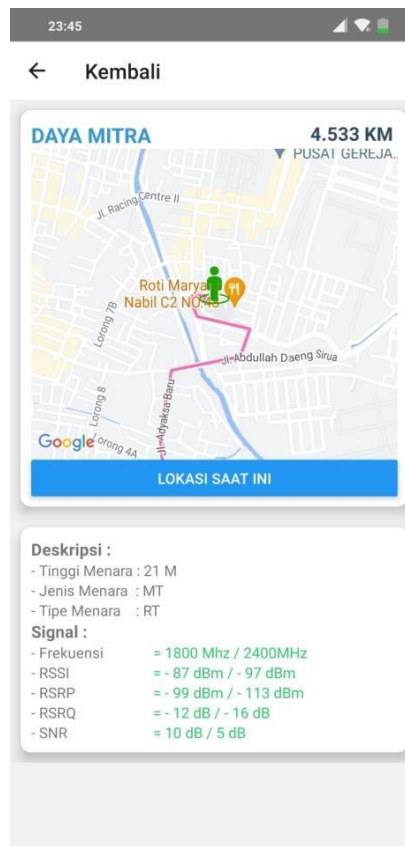 23:45
Kembali
DAYA MITRA
4.533 KM
PUSAT GEREJA.
Jl. Racing Centre II
Roti Marya
Nabil C2 NO.48
Lorong 7B
Jl. Abdullah Daeng Sirua
Lorong 8
Jl. Adyaksa Baru
Google
Lorong 4A
LOKASI SAAT INI
Deskripsi :
- Tinggi Menara : 21 M
- Jenis Menara : MT
- Tipe Menara : RT
Signal :
- Frekuensi = 1800 Mhz / 2400MHz
- RSSI = - 87 dBm / - 97 dBm
- RSRP = - 99 dBm / - 113 dBm
- RSRQ = - 12 dB / - 16 dB
- SNR = 10 dB / 5 dB